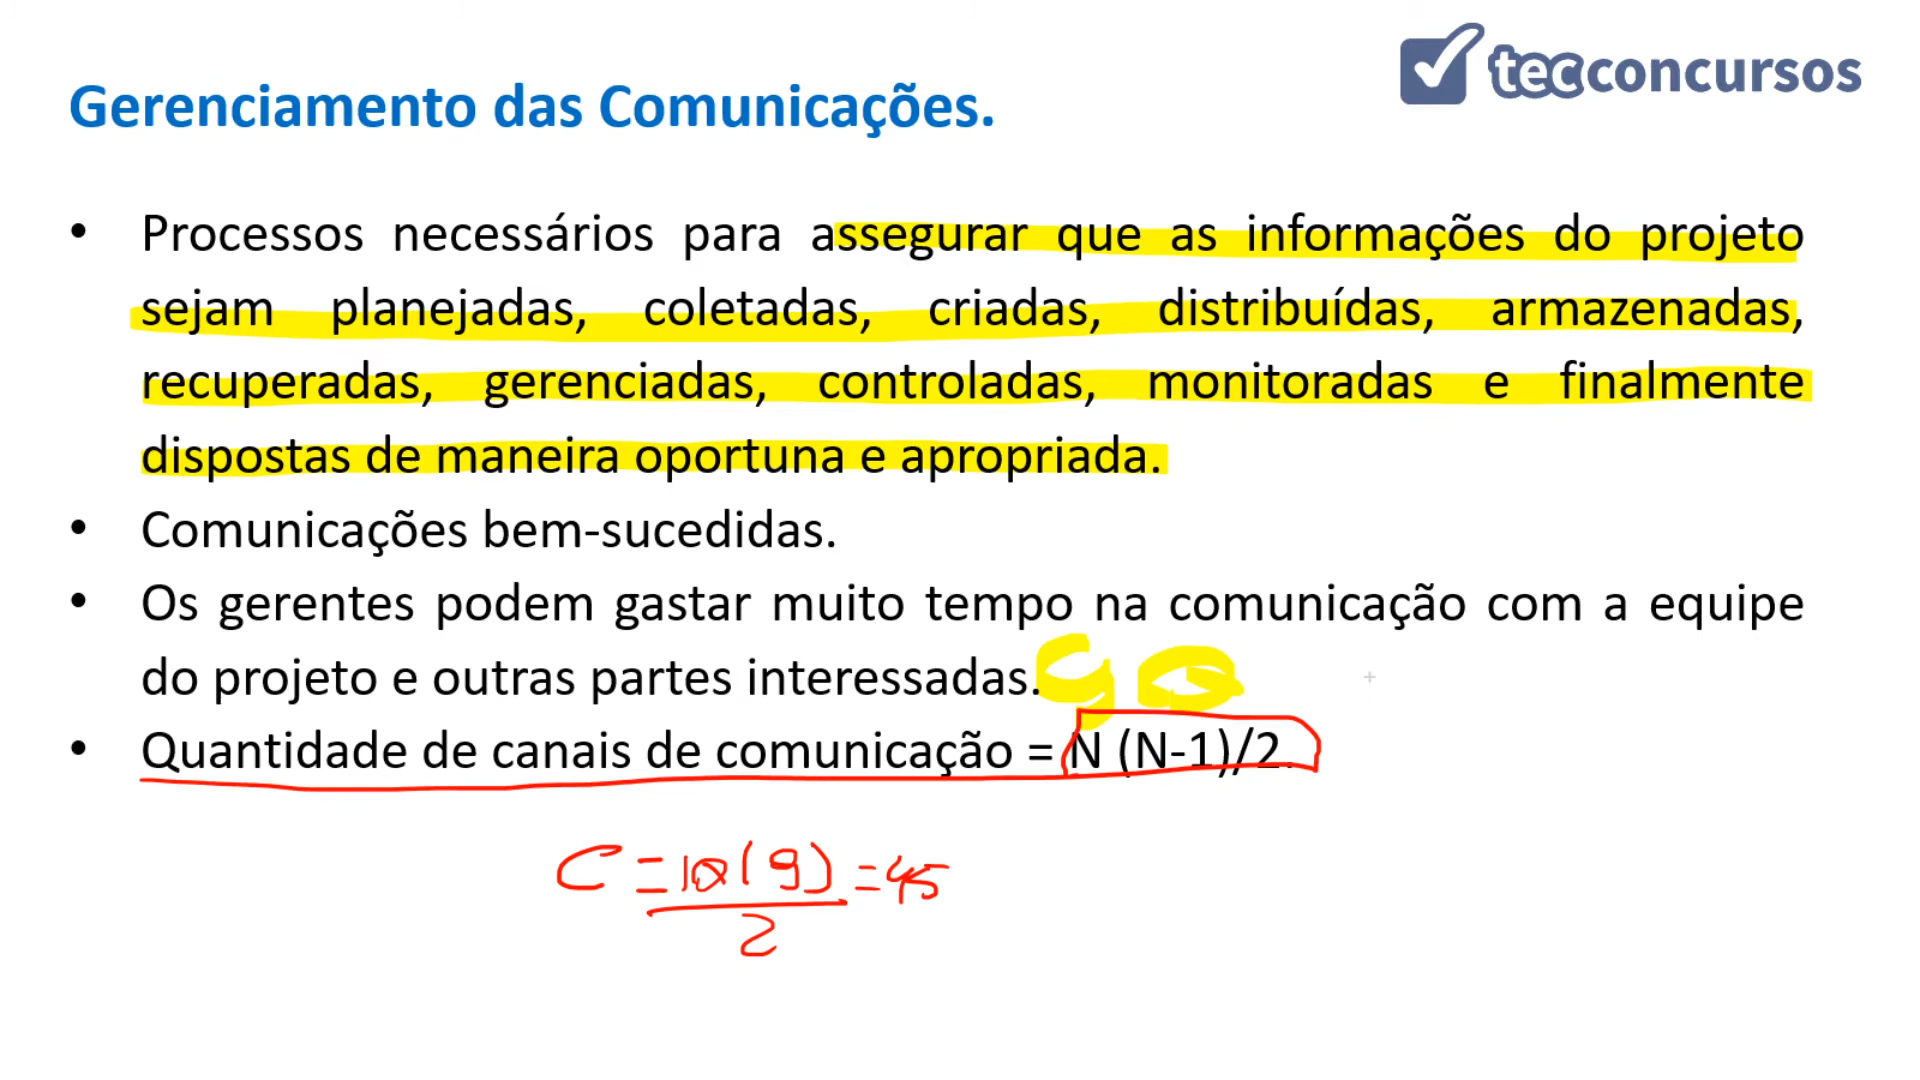 tecconcursos
Gerenciamento das Comunicações.
• Processos necessários para assegurar que as informações do projeto
sejam planejadas, coletadas, criadas, distribuídas, armazenadas,
recuperadas, gerenciadas, controladas, monitoradas e finalmente
dispostas de maneira oportuna e apropriada.
• Comunicações bem-sucedidas.
• Os gerentes podem gastar muito tempo na comunicação com a equipe
do projeto e outras partes interessadas.
• Quantidade de canais de comunicação = N (N-1)/2.
C = 10 (9) = 45
2